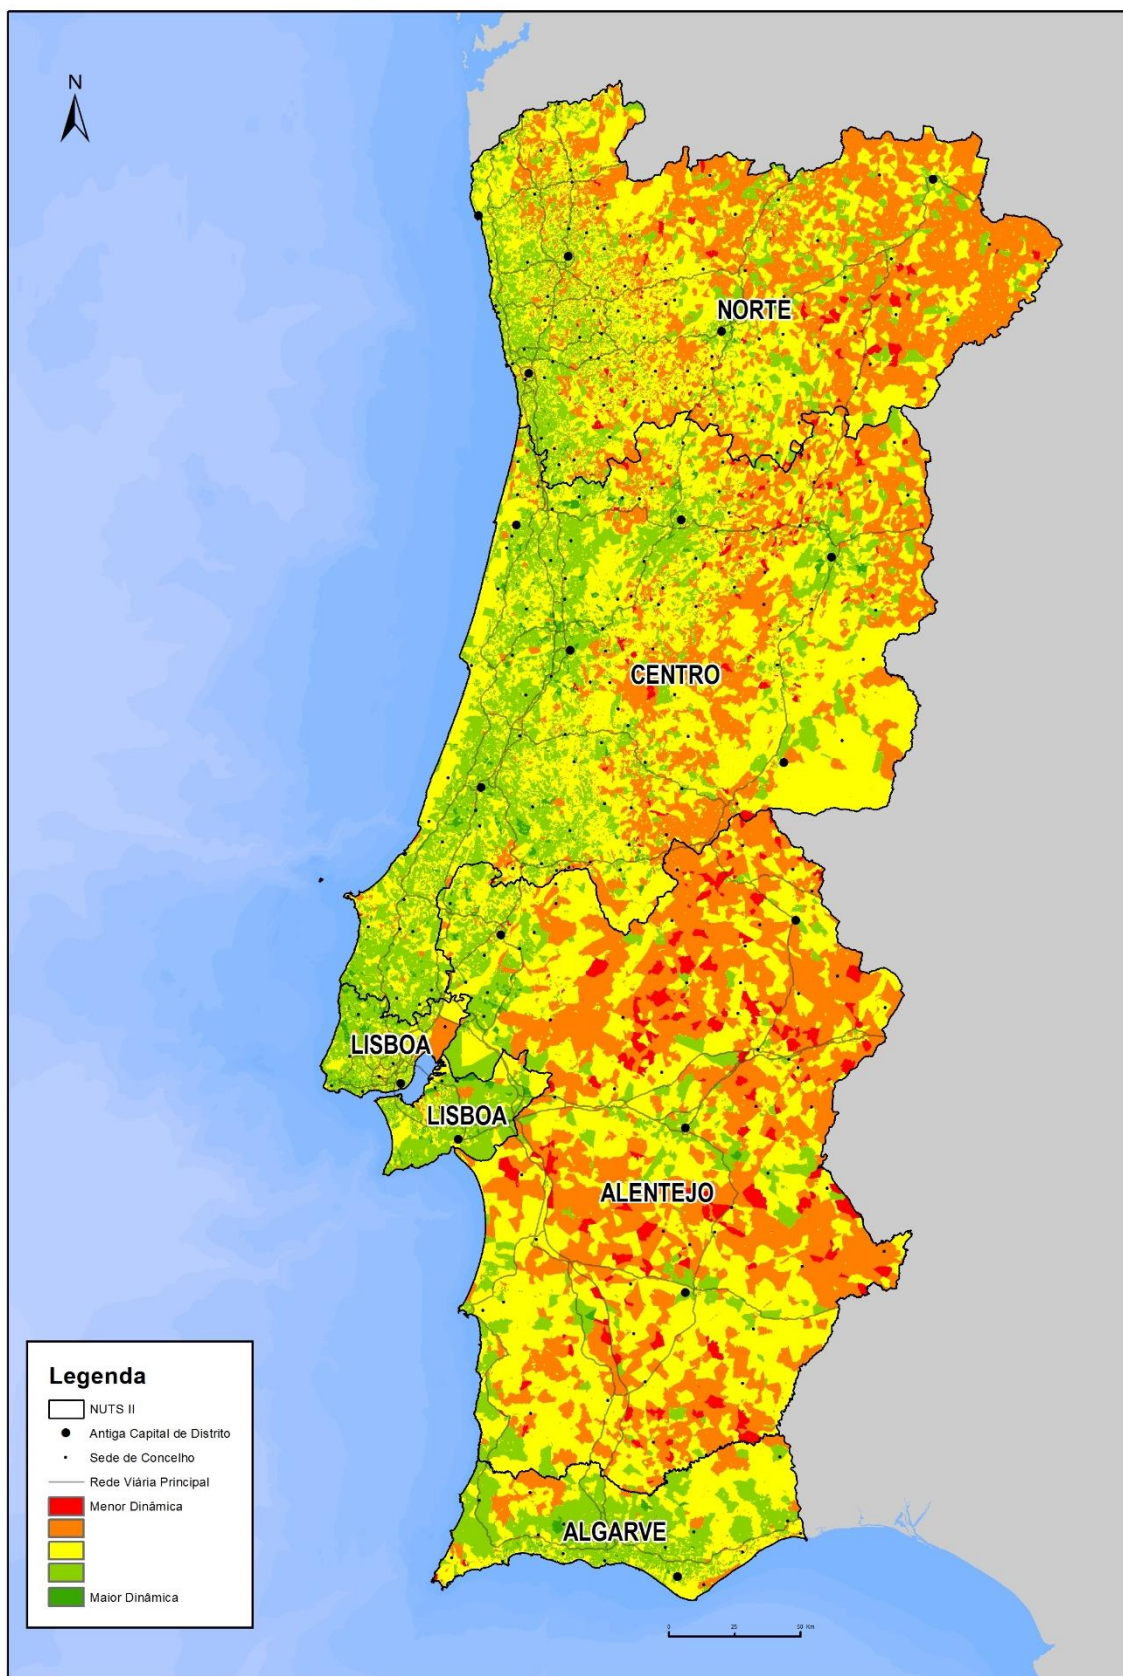 N
NORTE
CENTRO
LISBOA
LISBOA
ALENTEJO
ALGARVE
Legenda
NUTS II
Antiga Capital de Distrito
Sede de Concelho
Rede Viária Principal
Menor Dinâmica
Maior Dinâmica
0 25 50 Km